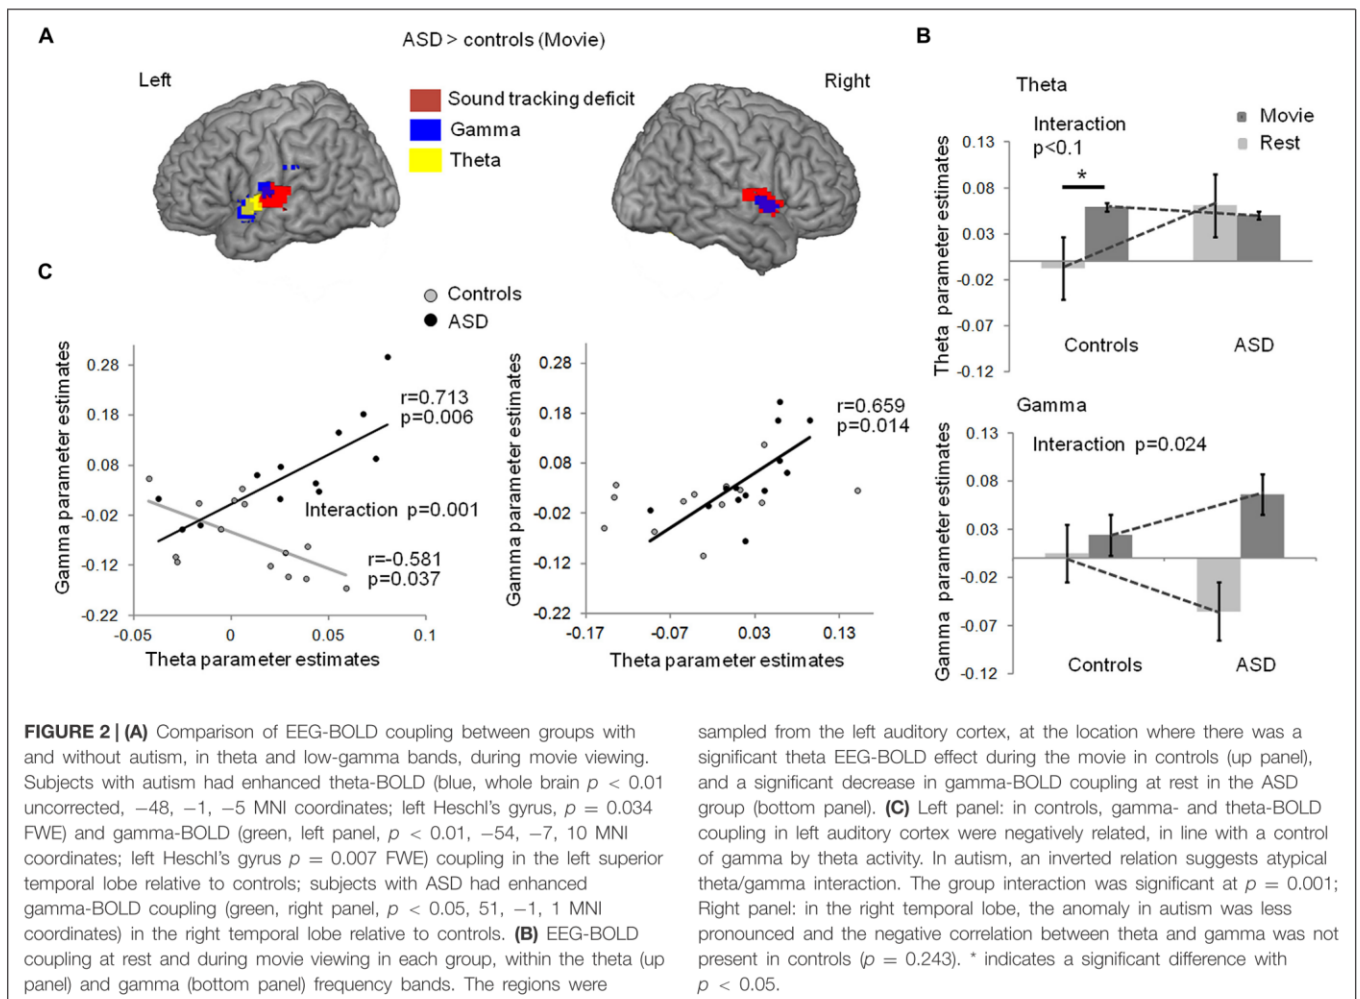 A
ASD > controls (Movie)
Left
Right
Sound tracking deficit
Gamma
Theta
B
Theta
Movie
Rest
Interaction
p<0.1
*
Theta parameter estimates
0.13
0.08
0.03
-0.02
-0.07
-0.12
Controls
ASD
Gamma
Interaction p=0.024
Gamma parameter estimates
0.13
0.08
0.03
-0.02
-0.07
-0.12
Controls
ASD
C
Controls
ASD
Gamma parameter estimates
0.28
0.18
0.08
-0.02
-0.12
-0.22
r=0.713
p=0.006
Interaction p=0.001
r=-0.581
p=0.037
-0.05
0
0.05
0.1
Theta parameter estimates
Gamma parameter estimates
0.28
0.18
0.08
-0.02
-0.12
-0.22
r=0.659
p=0.014
-0.17
-0.07
0.03
0.13
Theta parameter estimates
FIGURE 2 | (A) Comparison of EEG-BOLD coupling between groups with
and without autism, in theta and low-gamma bands, during movie viewing.
Subjects with autism had enhanced theta-BOLD (blue, whole brain p < 0.01
uncorrected, −48, −1, −5 MNI coordinates; left Heschl's gyrus, p = 0.034
FWE) and gamma-BOLD (green, left panel, p < 0.01, −54, −7, 10 MNI
coordinates; left Heschl's gyrus p = 0.007 FWE) coupling in the left superior
temporal lobe relative to controls; subjects with ASD had enhanced
gamma-BOLD coupling (green, right panel, p < 0.05, 51, −1, 1 MNI
coordinates) in the right temporal lobe relative to controls. (B) EEG-BOLD
coupling at rest and during movie viewing in each group, within the theta (up
panel) and gamma (bottom panel) frequency bands. The regions were
sampled from the left auditory cortex, at the location where there was a
significant theta EEG-BOLD effect during the movie in controls (up panel),
and a significant decrease in gamma-BOLD coupling at rest in the ASD
group (bottom panel). (C) Left panel: in controls, gamma- and theta-BOLD
coupling in left auditory cortex were negatively related, in line with a control
of gamma by theta activity. In autism, an inverted relation suggests atypical
theta/gamma interaction. The group interaction was significant at p = 0.001;
Right panel: in the right temporal lobe, the anomaly in autism was less
pronounced and the negative correlation between theta and gamma was not
present in controls (p = 0.243). * indicates a significant difference with
p < 0.05.